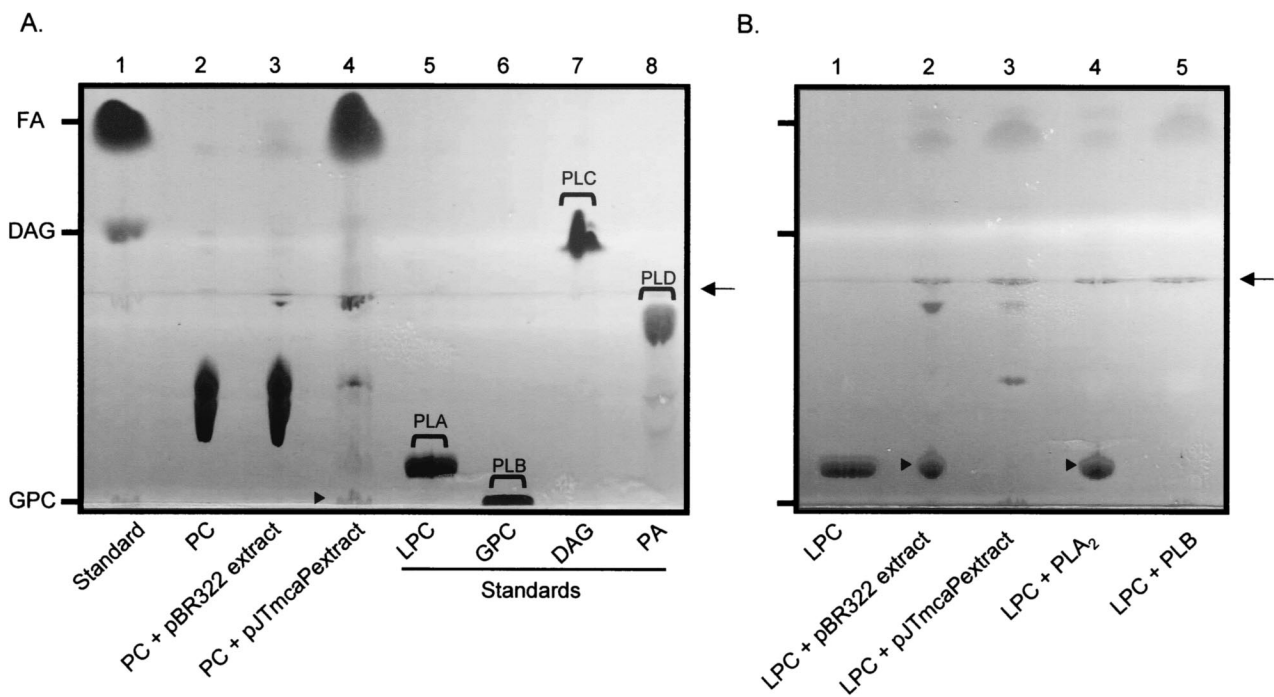 A.
1 2 3 4 5 6 7 8
FA
DAG
GPC
PLC
PLD
PLA
PLB
Standard
PC
PC + pBR322 extract
PC + pJTmcaPextract
LPC
GPC
DAG
PA
Standards
B.
1 2 3 4 5
LPC
LPC + pBR322 extract
LPC + pJTmcaPextract
LPC + PLA₂
LPC + PLB